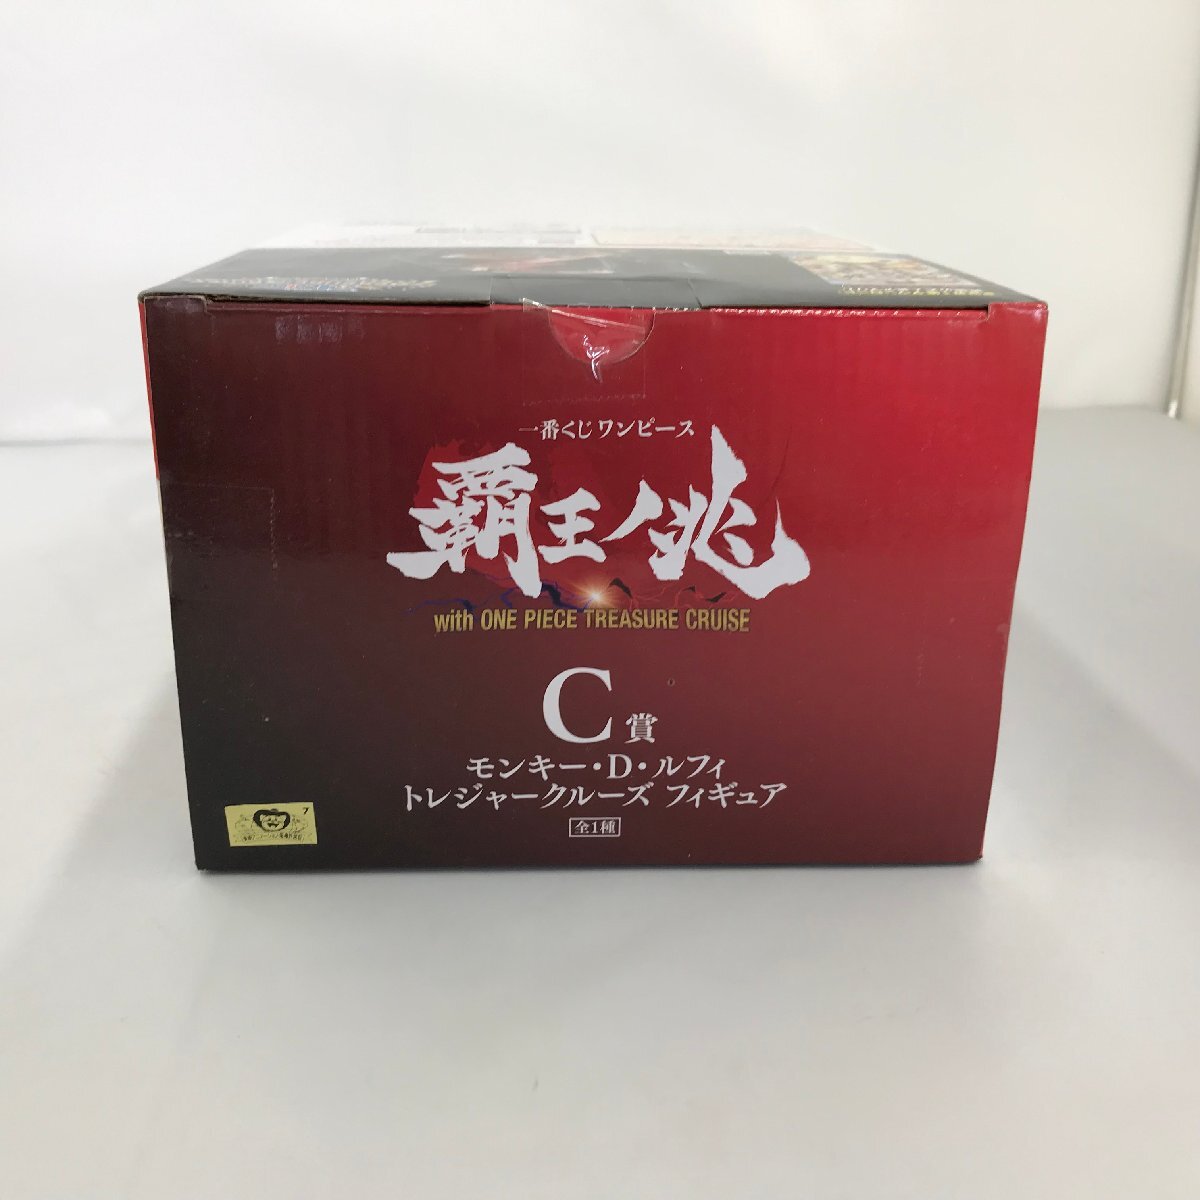 一番くじ ワンピース
覇王ノ兆
with ONE PIECE TREASURE CRUISE
C賞
モンキー・D・ルフィ
トレジャークルーズ フィギュア
全1種
7